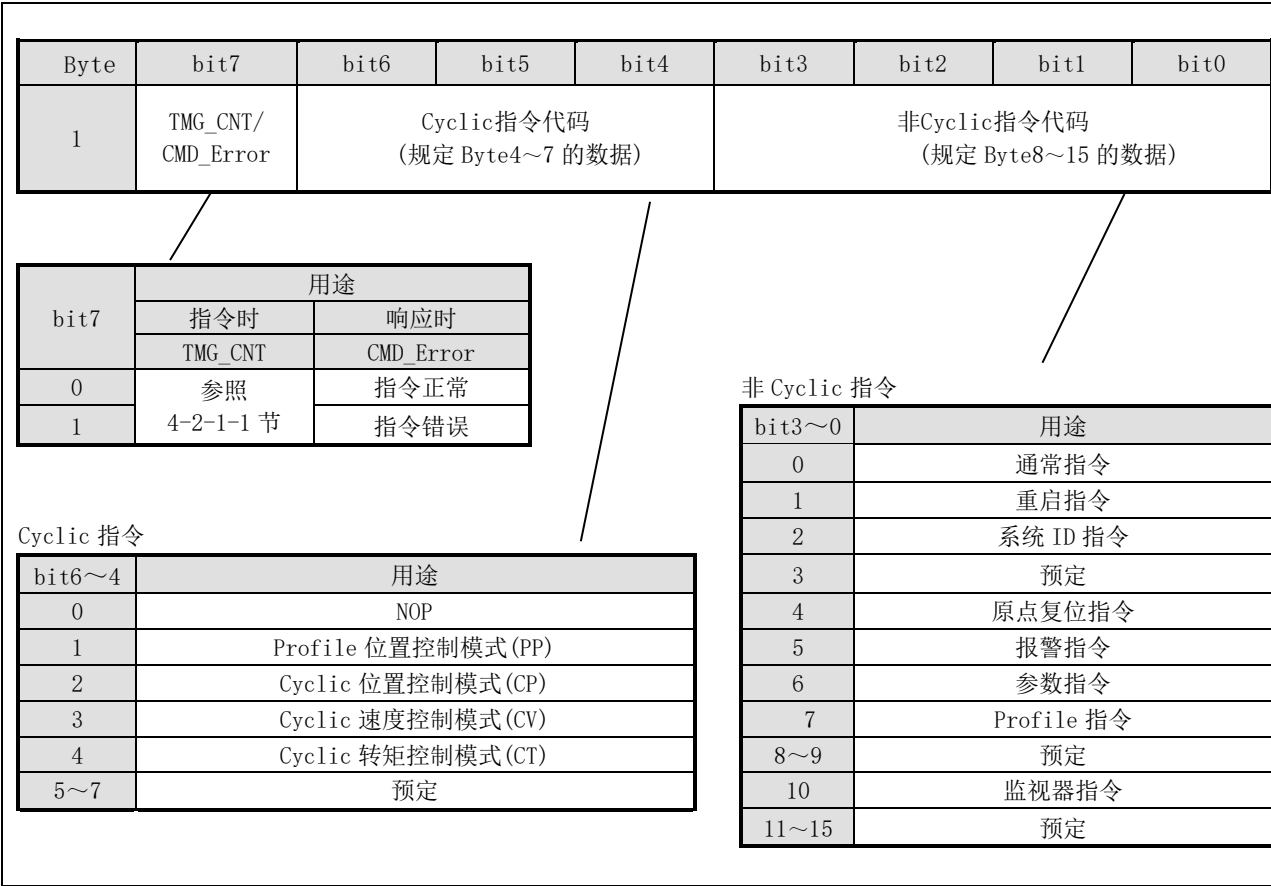 Byte bit7 bit6 bit5 bit4 bit3 bit2 bit1 bit0
1
TMG_CNT/
CMD_Error
Cyclic指令代码
(规定 Byte4～7 的数据)
非Cyclic指令代码
(规定 Byte8～15 的数据)
bit7
用途
指令时 响应时
TMG_CNT CMD_Error
0 参照 指令正常
1 4-2-1-1 节 指令错误
Cyclic 指令
bit6～4 用途
0 NOP
1 Profile 位置控制模式(PP)
2 Cyclic 位置控制模式(CP)
3 Cyclic 速度控制模式(CV)
4 Cyclic 转矩控制模式(CT)
5～7 预定
非 Cyclic 指令
bit3～0 用途
0 通常指令
1 重启指令
2 系统 ID 指令
3 预定
4 原点复位指令
5 报警指令
6 参数指令
7 Profile 指令
8～9 预定
10 监视器指令
11～15 预定